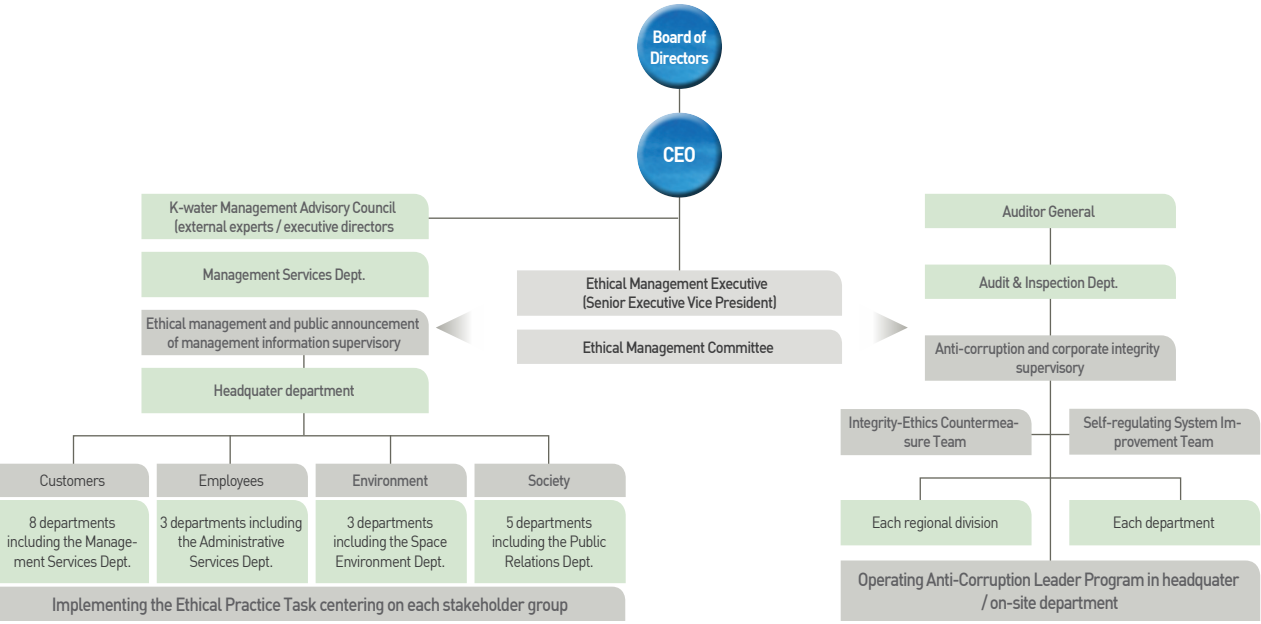 Board of
Directors
CEO
K-water Management Advisory Council
(external experts / executive directors
Management Services Dept.
Ethical management and public announcement
of management information supervisory
Headquater department
Ethical Management Executive
(Senior Executive Vice President)
Ethical Management Committee
Auditor General
Audit & Inspection Dept.
Anti-corruption and corporate integrity
supervisory
Integrity-Ethics Countermea-
sure Team
Self-regulating System Im-
provement Team
Each regional division
Each department
Operating Anti-Corruption Leader Program in headquater
/ on-site department
Customers
Employees
Environment
Society
8 departments
including the Manage-
ment Services Dept.
3 departments including
the Administrative
Services Dept.
3 departments
including the Space
Environment Dept.
5 departments
including the Public
Relations Dept.
Implementing the Ethical Practice Task centering on each stakeholder group